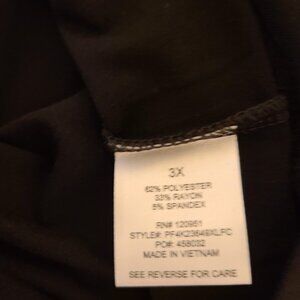 3X
62% POLYESTER
33% RAYON
5% SPANDEX
RN# 120951
STYLE#: PF4K23649XLFC
PO#: 458032
MADE IN VIETNAM
SEE REVERSE FOR CARE